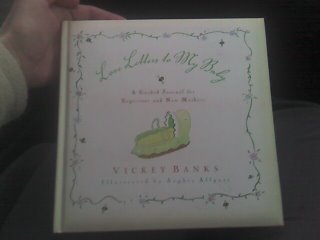 Love Letters to My Baby
A Guided Journal for
Expectant and New Mothers
VICKEY BANKS
Illustrated by Sophie Allport